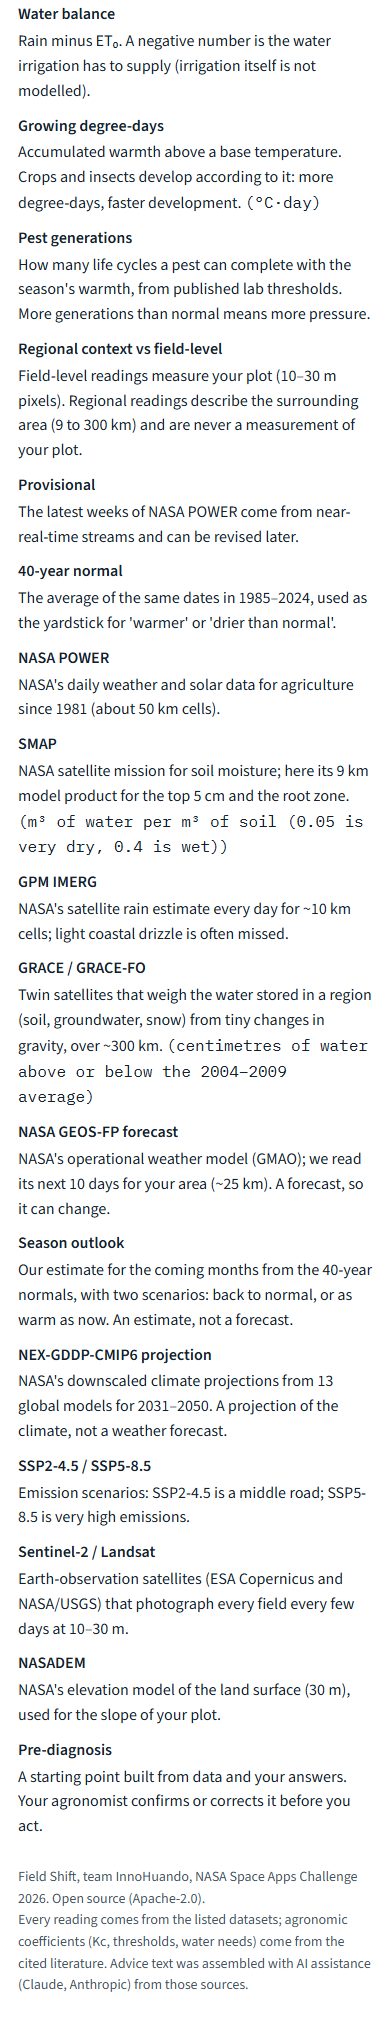 Water balance
Rain minus ET₀. A negative number is the water
irrigation has to supply (irrigation itself is not
modelled).
Growing degree-days
Accumulated warmth above a base temperature.
Crops and insects develop according to it: more
degree-days, faster development. (°C·day)
Pest generations
How many life cycles a pest can complete with the
season's warmth, from published lab thresholds.
More generations than normal means more pressure.
Regional context vs field-level
Field-level readings measure your plot (10–30 m
pixels). Regional readings describe the surrounding
area (9 to 300 km) and are never a measurement of
your plot.
Provisional
The latest weeks of NASA POWER come from near-
real-time streams and can be revised later.
40-year normal
The average of the same dates in 1985–2024, used as
the yardstick for 'warmer' or 'drier than normal'.
NASA POWER
NASA's daily weather and solar data for agriculture
since 1981 (about 50 km cells).
SMAP
NASA satellite mission for soil moisture; here its 9 km
model product for the top 5 cm and the root zone.
(m³ of water per m³ of soil (0.05 is
very dry, 0.4 is wet))
GPM IMERG
NASA's satellite rain estimate every day for ~10 km
cells; light coastal drizzle is often missed.
GRACE / GRACE-FO
Twin satellites that weigh the water stored in a region
(soil, groundwater, snow) from tiny changes in
gravity, over ~300 km. (centimetres of water
above or below the 2004–2009
average)
NASA GEOS-FP forecast
NASA's operational weather model (GMAO); we read
its next 10 days for your area (~25 km). A forecast, so
it can change.
Season outlook
Our estimate for the coming months from the 40-year
normals, with two scenarios: back to normal, or as
warm as now. An estimate, not a forecast.
NEX-GDDP-CMIP6 projection
NASA's downscaled climate projections from 13
global models for 2031–2050. A projection of the
climate, not a weather forecast.
SSP2-4.5 / SSP5-8.5
Emission scenarios: SSP2-4.5 is a middle road; SSP5-
8.5 is very high emissions.
Sentinel-2 / Landsat
Earth-observation satellites (ESA Copernicus and
NASA/USGS) that photograph every field every few
days at 10–30 m.
NASADEM
NASA's elevation model of the land surface (30 m),
used for the slope of your plot.
Pre-diagnosis
A starting point built from data and your answers.
Your agronomist confirms or corrects it before you
act.
Field Shift, team InnoHuando, NASA Space Apps Challenge
2026. Open source (Apache-2.0).
Every reading comes from the listed datasets; agronomic
coefficients (Kc, thresholds, water needs) come from the
cited literature. Advice text was assembled with AI assistance
(Claude, Anthropic) from those sources.